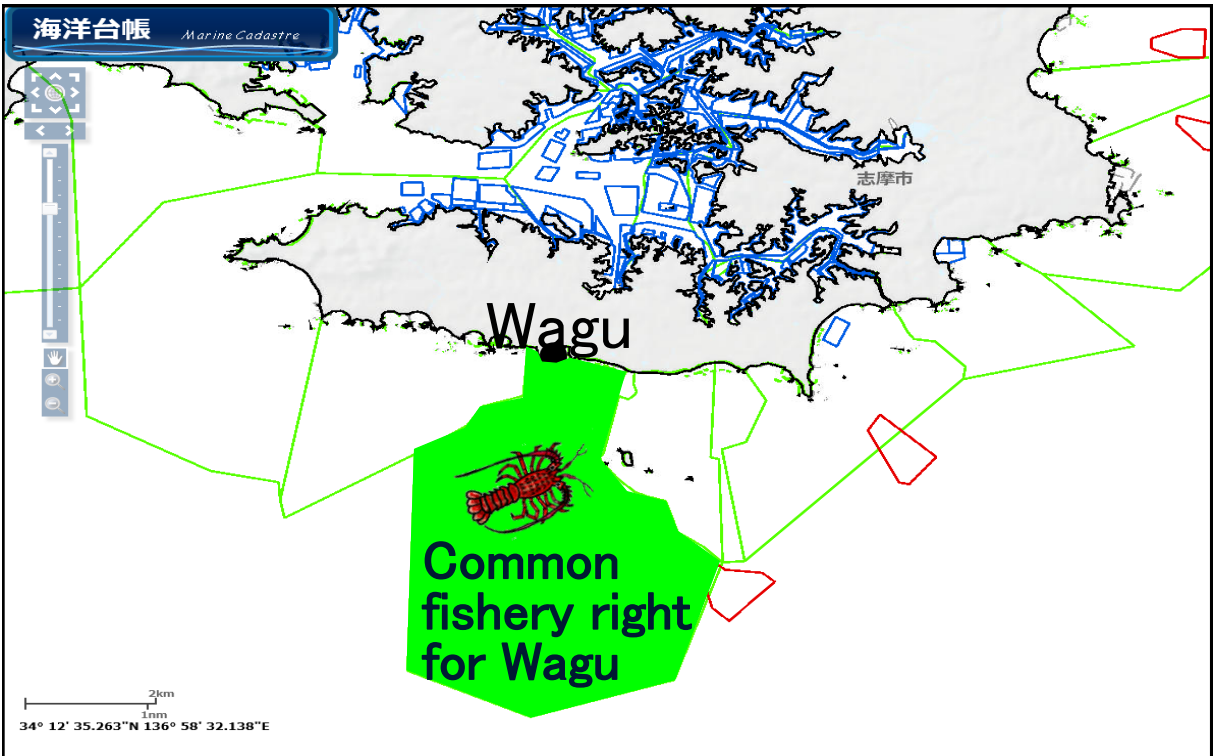 海洋台帳 Marine Cadastre
志摩市
Wagu
Common
fishery right
for Wagu
2km
1nm
34° 12' 35.263"N 136° 58' 32.138"E